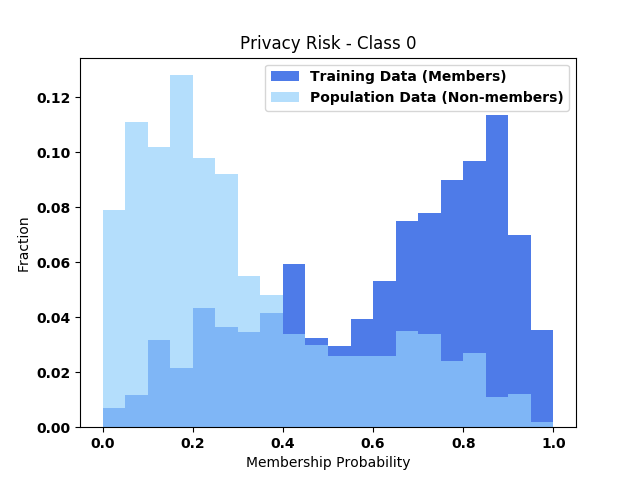 Privacy Risk - Class 0
Training Data (Members)
Population Data (Non-members)
0.12
0.10
0.08
0.06
0.04
0.02
0.00
Fraction
0.0 0.2 0.4 0.6 0.8 1.0
Membership Probability